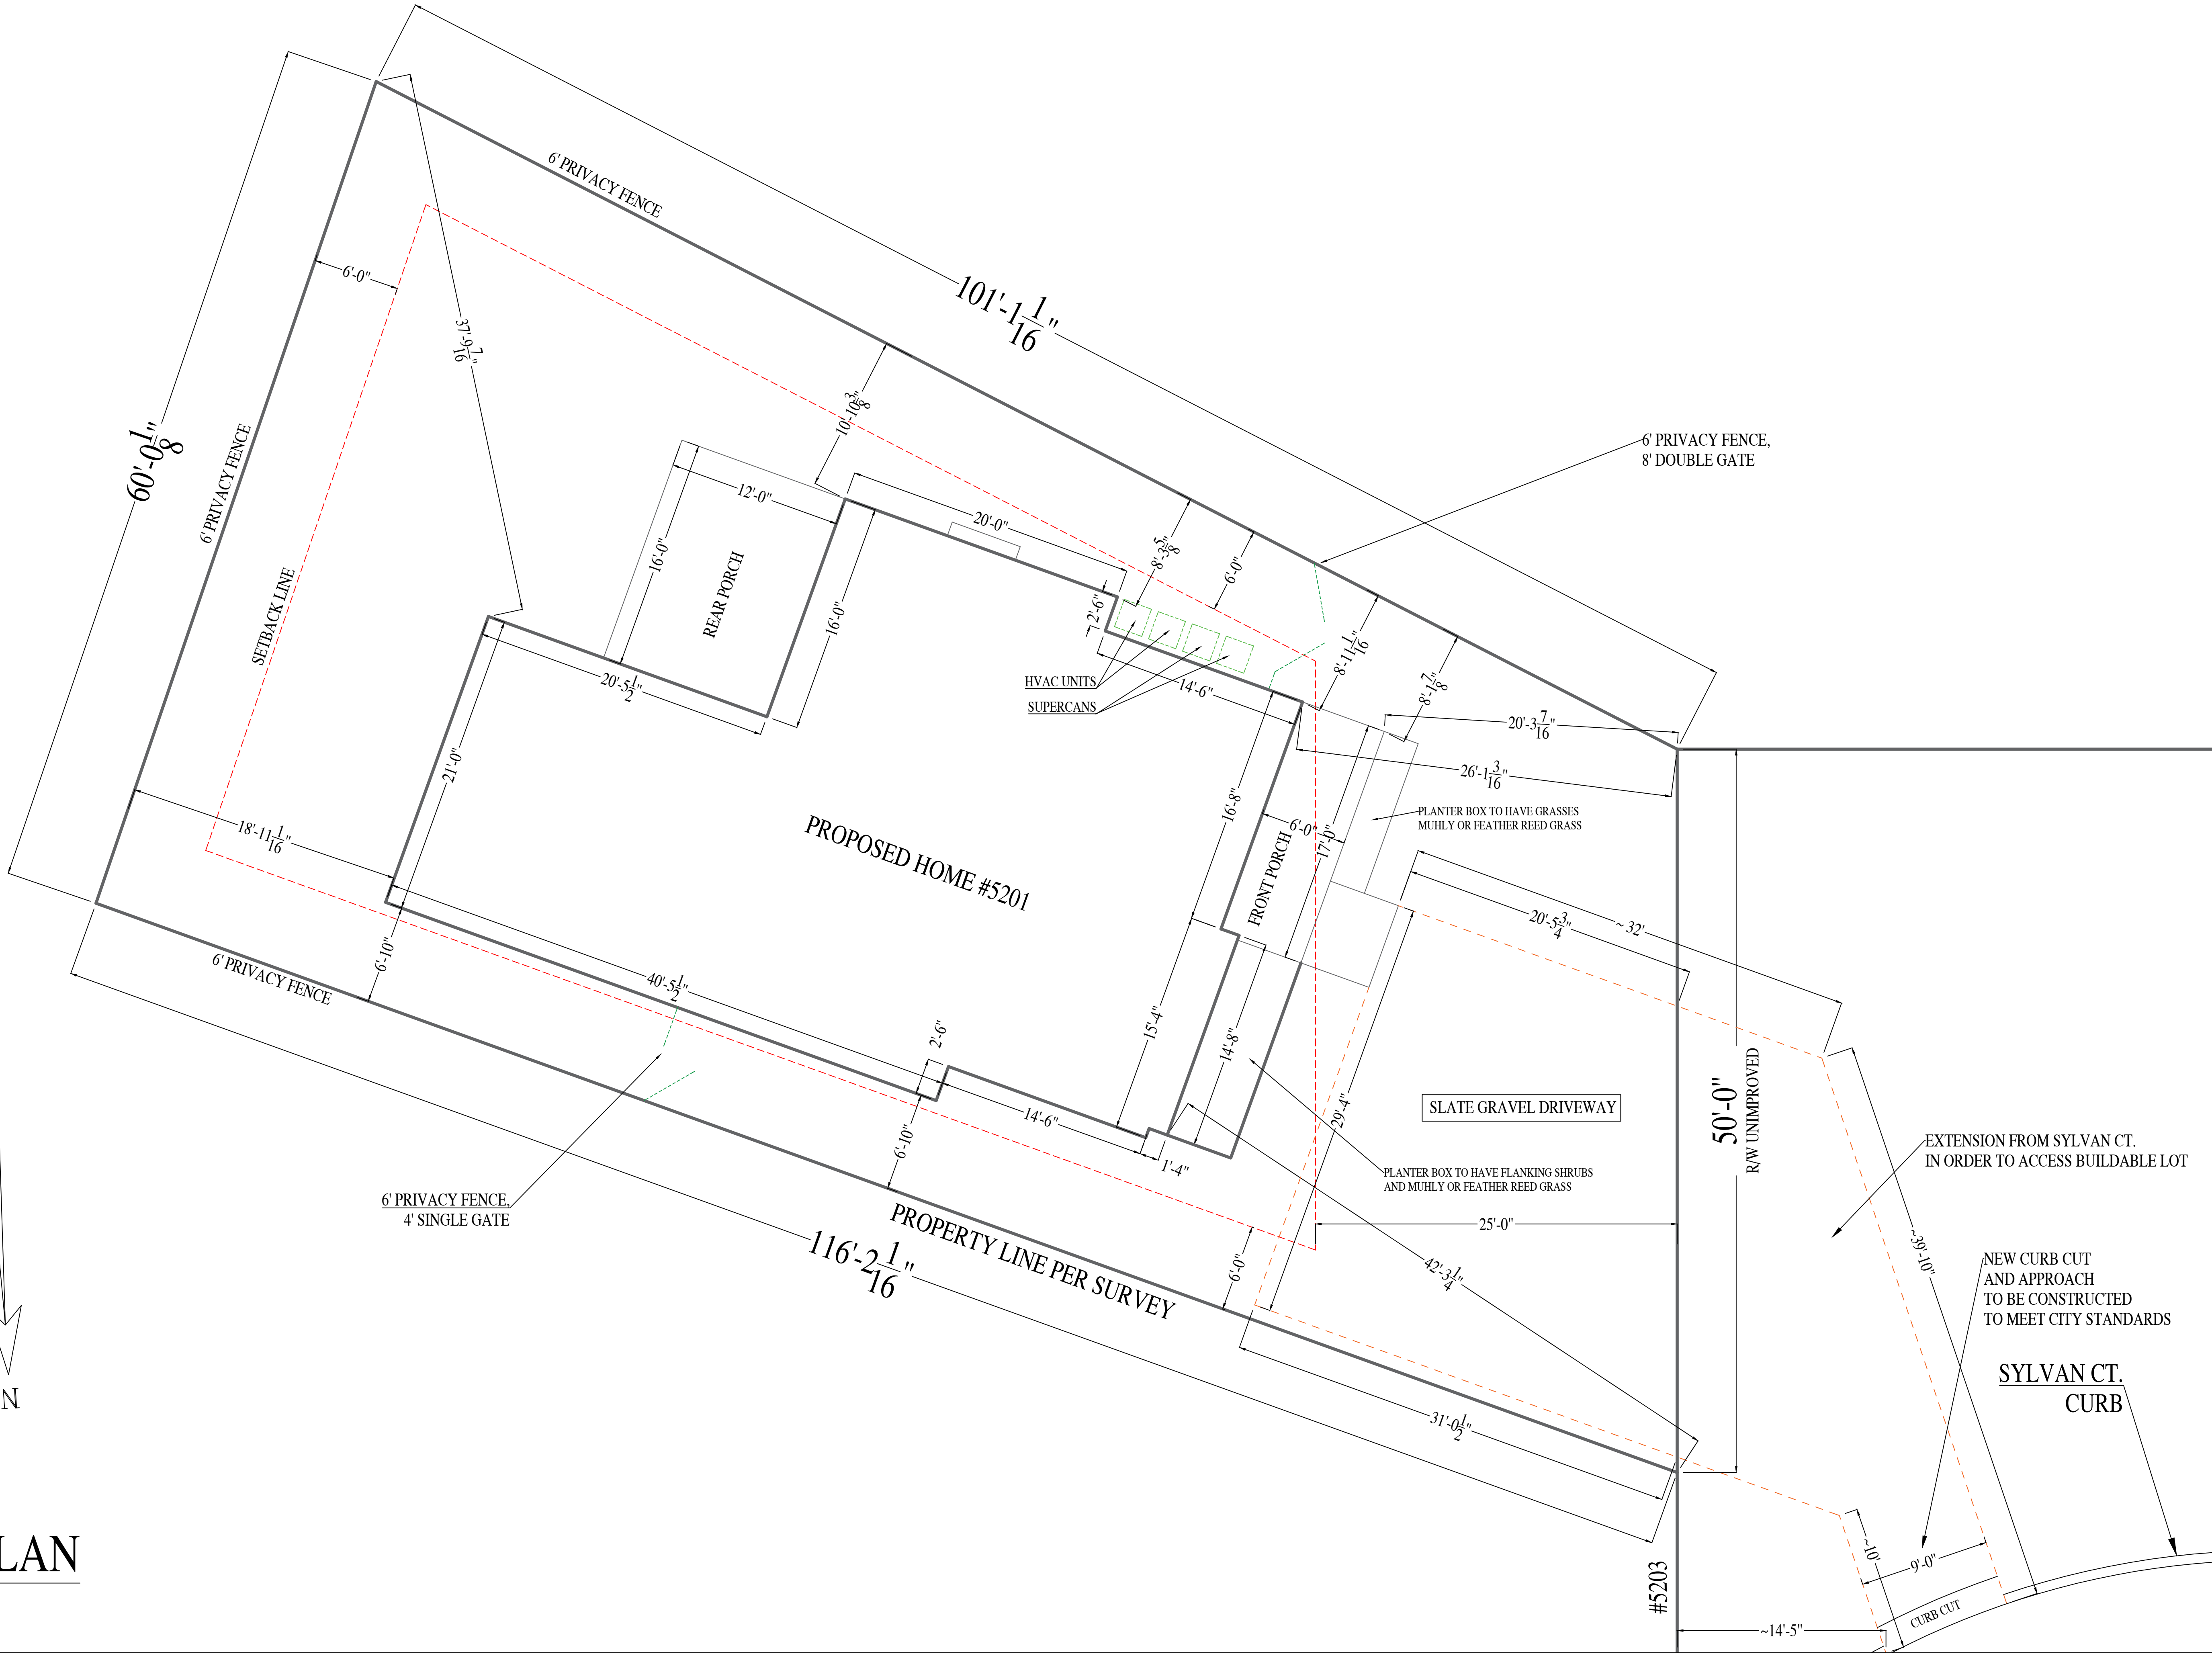 101'-1 1/16"
60'-0 1/8"
6' PRIVACY FENCE
6'-0"
37'-9 7/16"
6' PRIVACY FENCE
SETBACK LINE
10'-10 3/8"
12'-0"
16'-0"
REAR PORCH
20'-0"
16'-0"
2'-6"
8'-3 5/8"
6'-0"
6' PRIVACY FENCE,
8' DOUBLE GATE
8'-11 1/16"
8'-1 7/8"
20'-3 7/16"
26'-1 3/16"
HVAC UNITS
SUPERCANS
14'-6"
20'-5 1/2"
21'-0"
18'-11 1/16"
PROPOSED HOME #5201
16'-8"
6'-0"
17'-0"
FRONT PORCH
PLANTER BOX TO HAVE GRASSES
MUHLY OR FEATHER REED GRASS
~ 32'
20'-5 3/4"
6'-10"
6' PRIVACY FENCE
40'-5 1/2"
2'-6"
15'-4"
14'-8"
14'-6"
1'-4"
6'-10"
29'-4"
SLATE GRAVEL DRIVEWAY
50'-0"
R/W UNIMPROVED
PLANTER BOX TO HAVE FLANKING SHRUBS
AND MUHLY OR FEATHER REED GRASS
EXTENSION FROM SYLVAN CT.
IN ORDER TO ACCESS BUILDABLE LOT
6' PRIVACY FENCE,
4' SINGLE GATE
PROPERTY LINE PER SURVEY
116'-2 1/16"
6'-0"
25'-0"
42'-3 1/4"
31'-0 1/2"
~39'-10"
NEW CURB CUT
AND APPROACH
TO BE CONSTRUCTED
TO MEET CITY STANDARDS
SYLVAN CT.
CURB
~10'
9'-0"
CURB CUT
#5203
~14'-5"
N
LAN